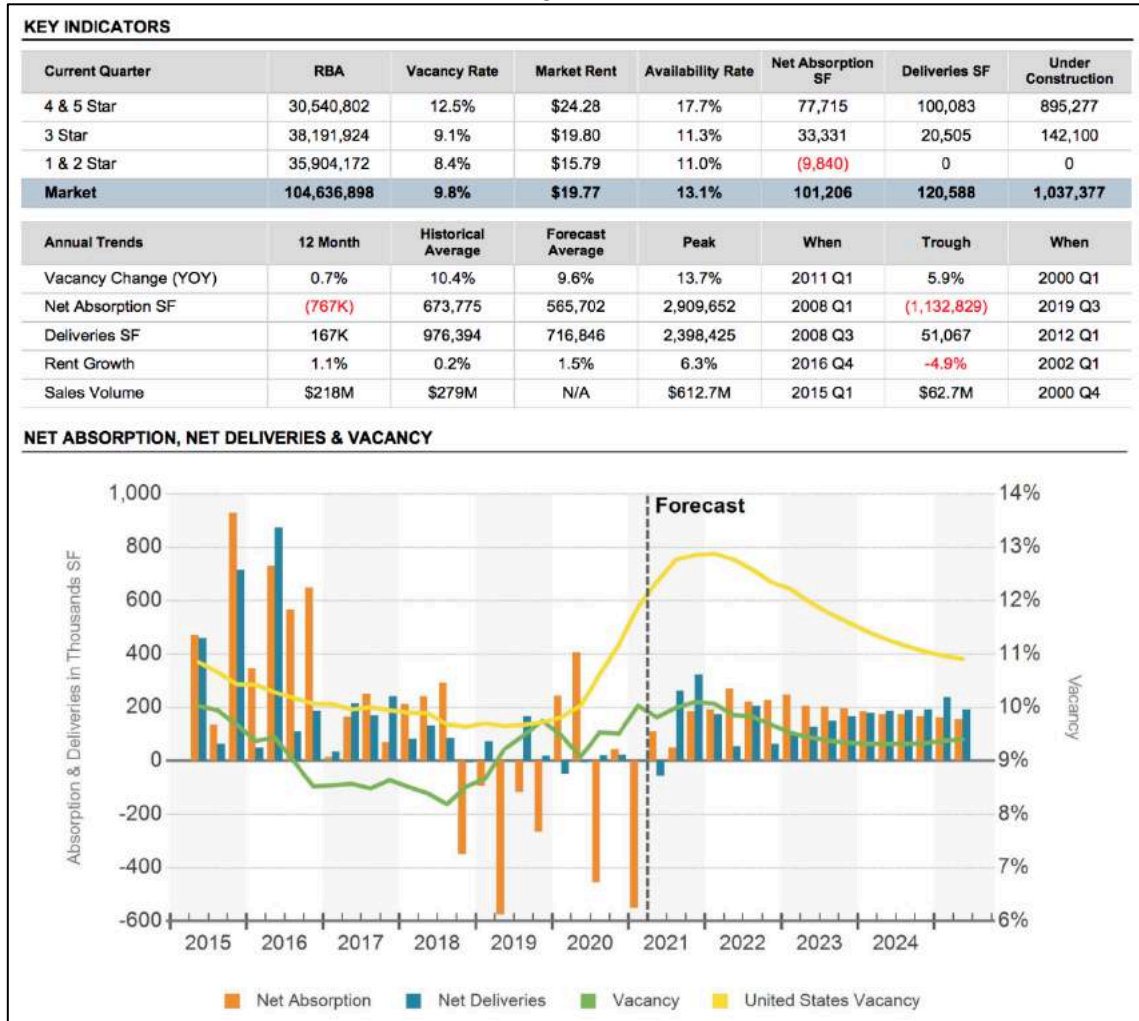 KEY INDICATORS
Current Quarter RBA Vacancy Rate Market Rent Availability Rate Net Absorption SF Deliveries SF Under Construction
4 & 5 Star 30,540,802 12.5% $24.28 17.7% 77,715 100,083 895,277
3 Star 38,191,924 9.1% $19.80 11.3% 33,331 20,505 142,100
1 & 2 Star 35,904,172 8.4% $15.79 11.0% (9,840) 0 0
Market 104,636,898 9.8% $19.77 13.1% 101,206 120,588 1,037,377
Annual Trends 12 Month Historical Average Forecast Average Peak When Trough When
Vacancy Change (YOY) 0.7% 10.4% 9.6% 13.7% 2011 Q1 5.9% 2000 Q1
Net Absorption SF (767K) 673,775 565,702 2,909,652 2008 Q1 (1,132,829) 2019 Q3
Deliveries SF 167K 976,394 716,846 2,398,425 2008 Q3 51,067 2012 Q1
Rent Growth 1.1% 0.2% 1.5% 6.3% 2016 Q4 -4.9% 2002 Q1
Sales Volume $218M $279M N/A $612.7M 2015 Q1 $62.7M 2000 Q4
NET ABSORPTION, NET DELIVERIES & VACANCY
Absorption & Deliveries in Thousands SF
1,000 14%
Forecast
800 13%
600 12%
400 11%
200 10%
0 9%
-200 8%
-400 7%
-600 6%
Vacancy
2015 2016 2017 2018 2019 2020 2021 2022 2023 2024
Net Absorption Net Deliveries Vacancy United States Vacancy